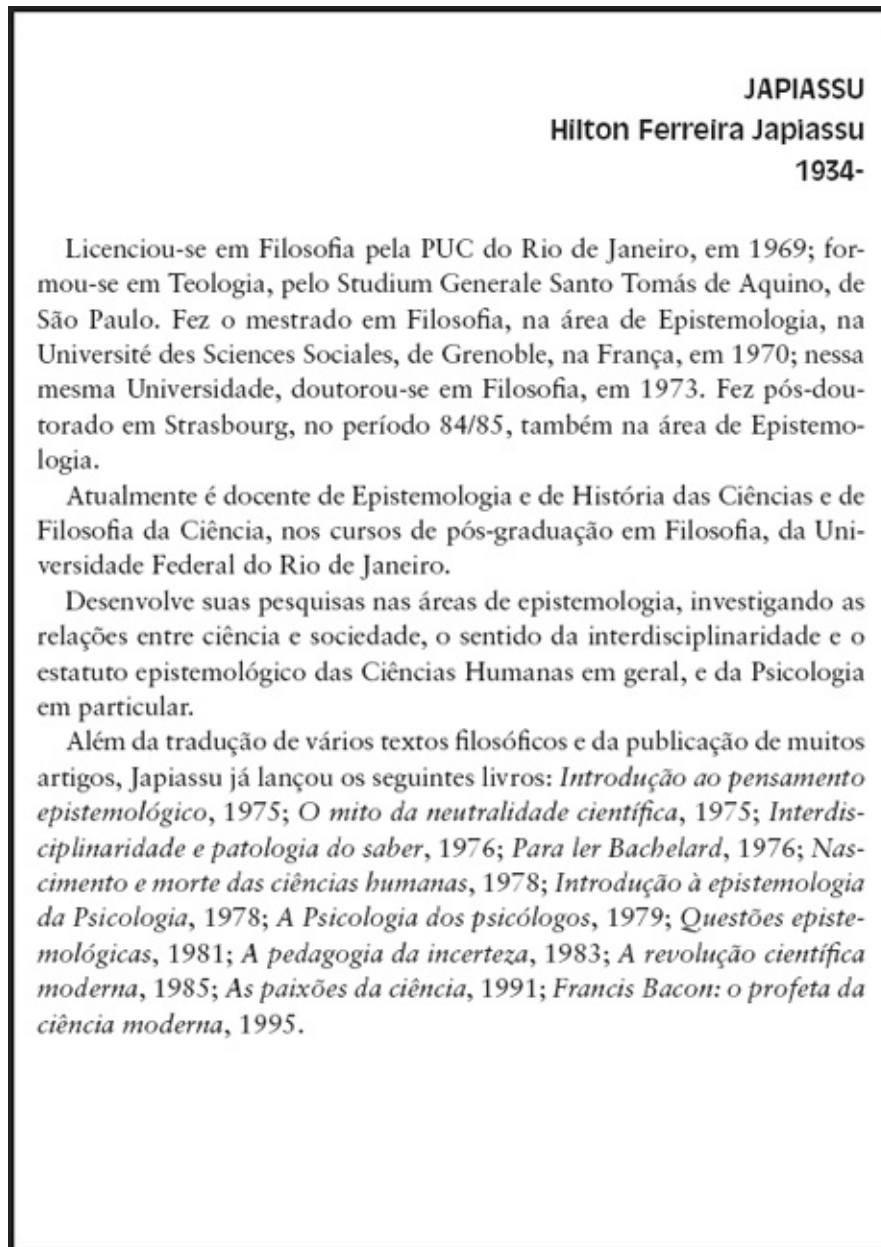 JAPIASSU
Hilton Ferreira Japiassu
1934-
Licenciou-se em Filosofia pela PUC do Rio de Janeiro, em 1969; for-
mou-se em Teologia, pelo Studium Generale Santo Tomás de Aquino, de
São Paulo. Fez o mestrado em Filosofia, na área de Epistemologia, na
Université des Sciences Sociales, de Grenoble, na França, em 1970; nessa
mesma Universidade, doutorou-se em Filosofia, em 1973. Fez pós-dou-
torado em Strasbourg, no período 84/85, também na área de Epistemo-
logia.
Atualmente é docente de Epistemologia e de História das Ciências e de
Filosofia da Ciência, nos cursos de pós-graduação em Filosofia, da Uni-
versidade Federal do Rio de Janeiro.
Desenvolve suas pesquisas nas áreas de epistemologia, investigando as
relações entre ciência e sociedade, o sentido da interdisciplinaridade e o
estatuto epistemológico das Ciências Humanas em geral, e da Psicologia
em particular.
Além da tradução de vários textos filosóficos e da publicação de muitos
artigos, Japiassu já lançou os seguintes livros: Introdução ao pensamento
epistemológico, 1975; O mito da neutralidade científica, 1975; Interdis-
ciplinaridade e patologia do saber, 1976; Para ler Bachelard, 1976; Nas-
cimento e morte das ciências humanas, 1978; Introdução à epistemologia
da Psicologia, 1978; A Psicologia dos psicólogos, 1979; Questões episte-
mológicas, 1981; A pedagogia da incerteza, 1983; A revolução científica
moderna, 1985; As paixões da ciência, 1991; Francis Bacon: o profeta da
ciência moderna, 1995.